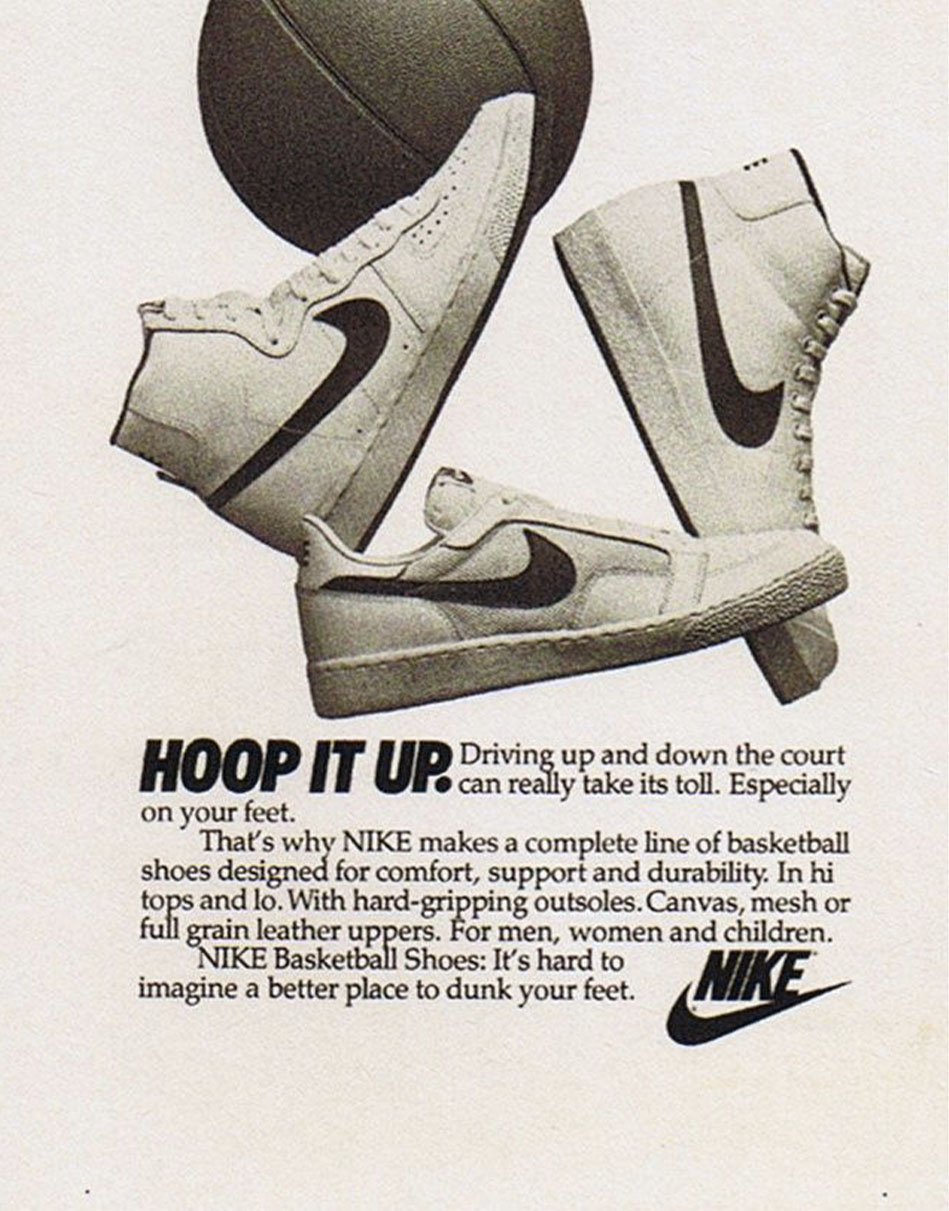 HOOP IT UP. Driving up and down the court
can really take its toll. Especially
on your feet.
That's why NIKE makes a complete line of basketball
shoes designed for comfort, support and durability. In hi
tops and lo. With hard-gripping outsoles. Canvas, mesh or
full grain leather uppers. For men, women and children.
NIKE Basketball Shoes: It's hard to
imagine a better place to dunk your feet.
NIKE